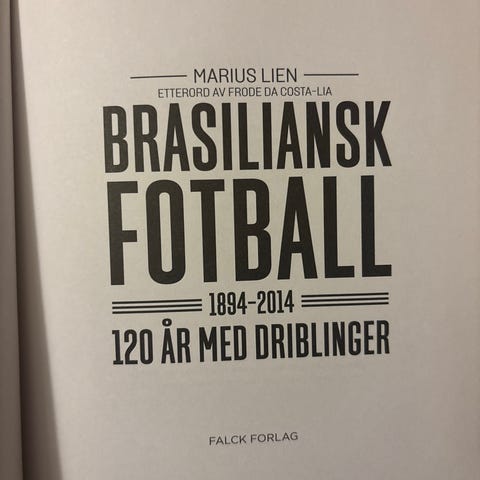 MARIUS LIEN
ETTERORD AV FRODE DA COSTA-LIA
BRASILIANSK
FOTBALL
1894-2014
120 ÅR MED DRIBLINGER
FALCK FORLAG